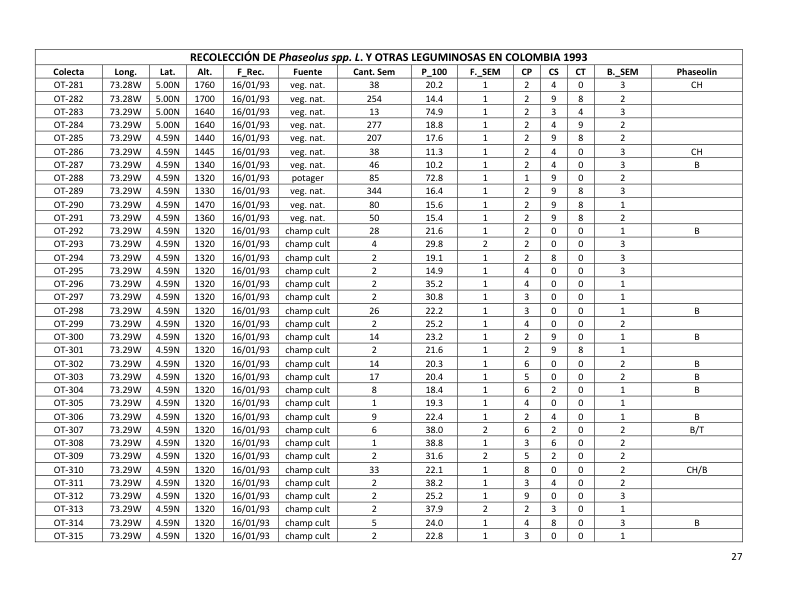 RECOLECCIÓN DE Phaseolus spp. L. Y OTRAS LEGUMINOSAS EN COLOMBIA 1993
Colecta Long. Lat. Alt. F_Rec. Fuente Cant. Sem P_100 F._SEM CP CS CT B._SEM Phaseolin
OT-281 73.28W 5.00N 1760 16/01/93 veg. nat. 38 20.2 1 2 4 0 3 CH
OT-282 73.28W 5.00N 1700 16/01/93 veg. nat. 254 14.4 1 2 9 8 2
OT-283 73.29W 5.00N 1640 16/01/93 veg. nat. 13 74.9 1 2 3 4 3
OT-284 73.29W 5.00N 1640 16/01/93 veg. nat. 277 18.8 1 2 4 9 2
OT-285 73.29W 4.59N 1440 16/01/93 veg. nat. 207 17.6 1 2 9 8 2
OT-286 73.29W 4.59N 1445 16/01/93 veg. nat. 38 11.3 1 2 4 0 3 CH
OT-287 73.29W 4.59N 1340 16/01/93 veg. nat. 46 10.2 1 2 4 0 3 B
OT-288 73.29W 4.59N 1320 16/01/93 potager 85 72.8 1 1 9 0 2
OT-289 73.29W 4.59N 1330 16/01/93 veg. nat. 344 16.4 1 2 9 8 3
OT-290 73.29W 4.59N 1470 16/01/93 veg. nat. 80 15.6 1 2 9 8 1
OT-291 73.29W 4.59N 1360 16/01/93 veg. nat. 50 15.4 1 2 9 8 2
OT-292 73.29W 4.59N 1320 16/01/93 champ cult 28 21.6 1 2 0 0 1 B
OT-293 73.29W 4.59N 1320 16/01/93 champ cult 4 29.8 2 2 0 0 3
OT-294 73.29W 4.59N 1320 16/01/93 champ cult 2 19.1 1 2 8 0 3
OT-295 73.29W 4.59N 1320 16/01/93 champ cult 2 14.9 1 4 0 0 3
OT-296 73.29W 4.59N 1320 16/01/93 champ cult 2 35.2 1 4 0 0 1
OT-297 73.29W 4.59N 1320 16/01/93 champ cult 2 30.8 1 3 0 0 1
OT-298 73.29W 4.59N 1320 16/01/93 champ cult 26 22.2 1 3 0 0 1 B
OT-299 73.29W 4.59N 1320 16/01/93 champ cult 2 25.2 1 4 0 0 2
OT-300 73.29W 4.59N 1320 16/01/93 champ cult 14 23.2 1 2 9 0 1 B
OT-301 73.29W 4.59N 1320 16/01/93 champ cult 2 21.6 1 2 9 8 1
OT-302 73.29W 4.59N 1320 16/01/93 champ cult 14 20.3 1 6 0 0 2 B
OT-303 73.29W 4.59N 1320 16/01/93 champ cult 17 20.4 1 5 0 0 2 B
OT-304 73.29W 4.59N 1320 16/01/93 champ cult 8 18.4 1 6 2 0 1 B
OT-305 73.29W 4.59N 1320 16/01/93 champ cult 1 19.3 1 4 0 0 1
OT-306 73.29W 4.59N 1320 16/01/93 champ cult 9 22.4 1 2 4 0 1 B
OT-307 73.29W 4.59N 1320 16/01/93 champ cult 6 38.0 2 6 2 0 2 B/T
OT-308 73.29W 4.59N 1320 16/01/93 champ cult 1 38.8 1 3 6 0 2
OT-309 73.29W 4.59N 1320 16/01/93 champ cult 2 31.6 2 5 2 0 2
OT-310 73.29W 4.59N 1320 16/01/93 champ cult 33 22.1 1 8 0 0 2 CH/B
OT-311 73.29W 4.59N 1320 16/01/93 champ cult 2 38.2 1 3 4 0 2
OT-312 73.29W 4.59N 1320 16/01/93 champ cult 2 25.2 1 9 0 0 3
OT-313 73.29W 4.59N 1320 16/01/93 champ cult 2 37.9 2 2 3 0 1
OT-314 73.29W 4.59N 1320 16/01/93 champ cult 5 24.0 1 4 8 0 3 B
OT-315 73.29W 4.59N 1320 16/01/93 champ cult 2 22.8 1 3 0 0 1
27